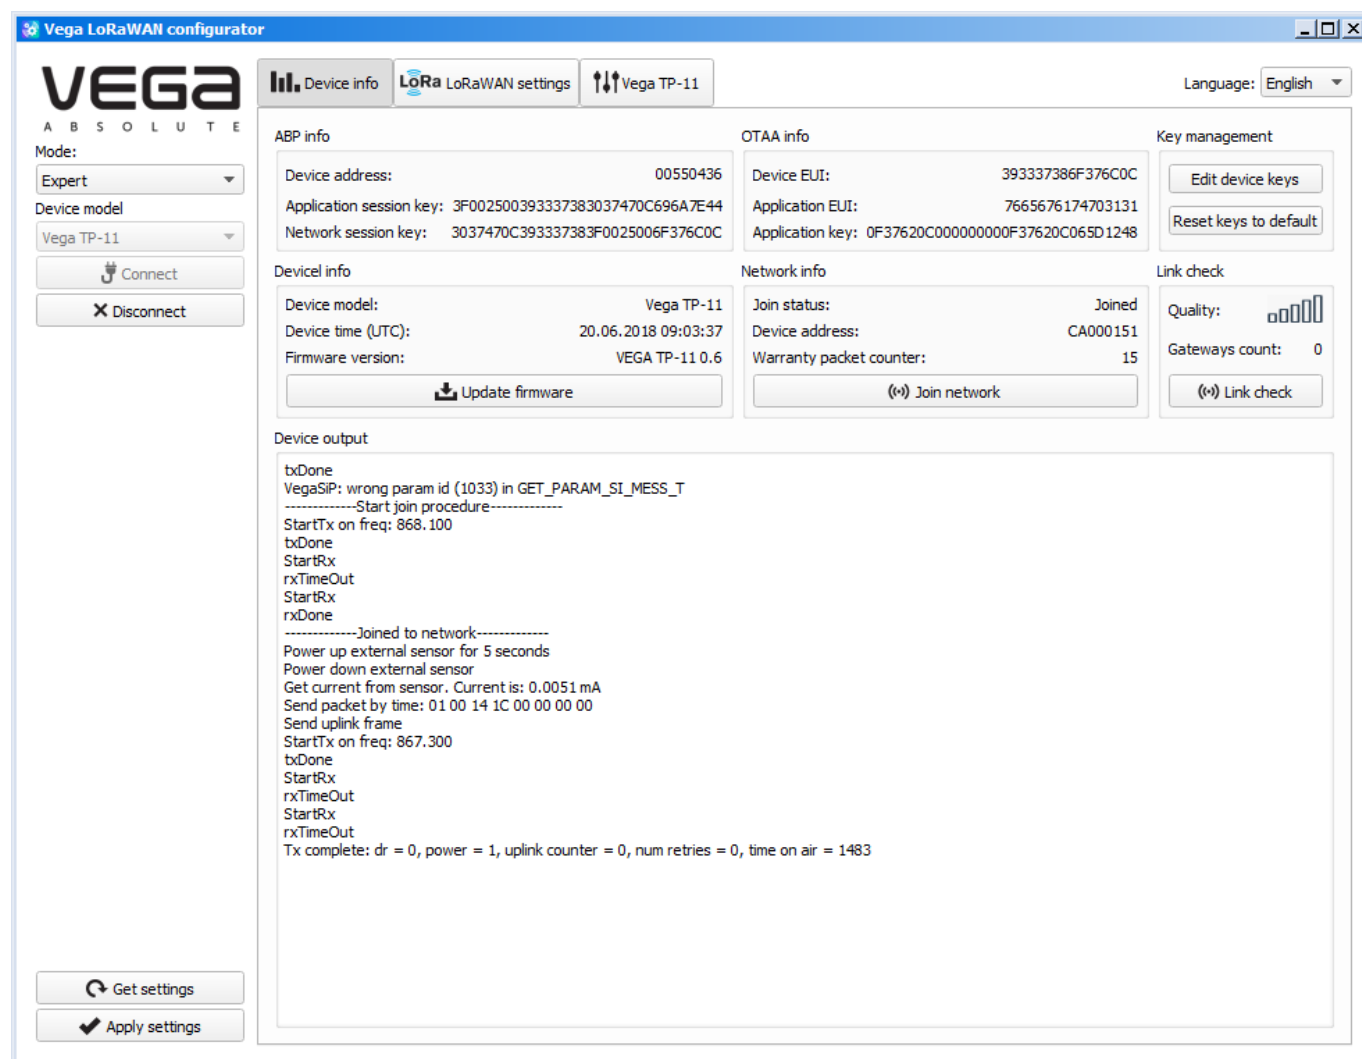 Vega LoRaWAN configurator
VEGA
ABSOLUTE
Mode:
Expert
Device model
Vega TP-11
Connect
Disconnect
Get settings
Apply settings
Device info
LoRa LoRaWAN settings
Vega TP-11
Language: English
ABP info
Device address: 00550436
Application session key: 3F002500393337383037470C696A7E44
Network session key: 3037470C393337383F0025006F376C0C
OTAA info
Device EUI: 393337386F376C0C
Application EUI: 7665676174703131
Application key: 0F37620C000000000F37620C065D1248
Key management
Edit device keys
Reset keys to default
Devicel info
Device model: Vega TP-11
Device time (UTC): 20.06.2018 09:03:37
Firmware version: VEGA TP-11 0.6
Update firmware
Network info
Join status: Joined
Device address: CA000151
Warranty packet counter: 15
Join network
Link check
Quality:
Gateways count: 0
Link check
Device output
txDone
VegaSiP: wrong param id (1033) in GET_PARAM_SI_MESS_T
-------------Start join procedure-------------
StartTx on freq: 868.100
txDone
StartRx
rxTimeOut
StartRx
rxDone
-------------Joined to network-------------
Power up external sensor for 5 seconds
Power down external sensor
Get current from sensor. Current is: 0.0051 mA
Send packet by time: 01 00 14 1C 00 00 00 00
Send uplink frame
StartTx on freq: 867.300
txDone
StartRx
rxTimeOut
StartRx
rxTimeOut
Tx complete: dr = 0, power = 1, uplink counter = 0, num retries = 0, time on air = 1483